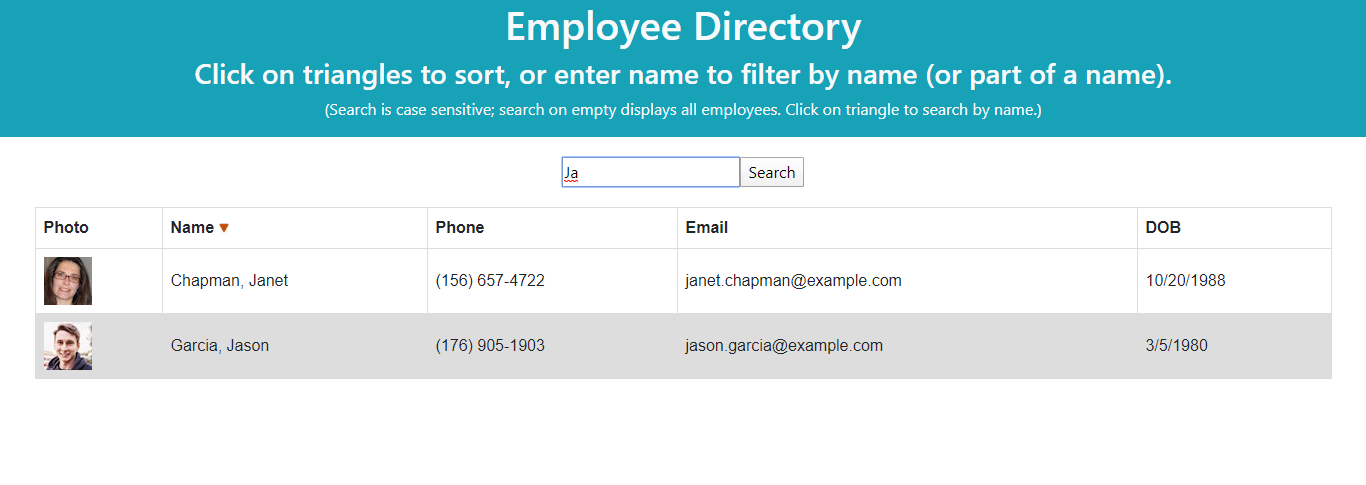 Employee Directory
Click on triangles to sort, or enter name to filter by name (or part of a name).
(Search is case sensitive; search on empty displays all employees. Click on triangle to search by name.)
Ja Search
Photo Name ▼ Phone Email DOB
Chapman, Janet (156) 657-4722 janet.chapman@example.com 10/20/1988
Garcia, Jason (176) 905-1903 jason.garcia@example.com 3/5/1980